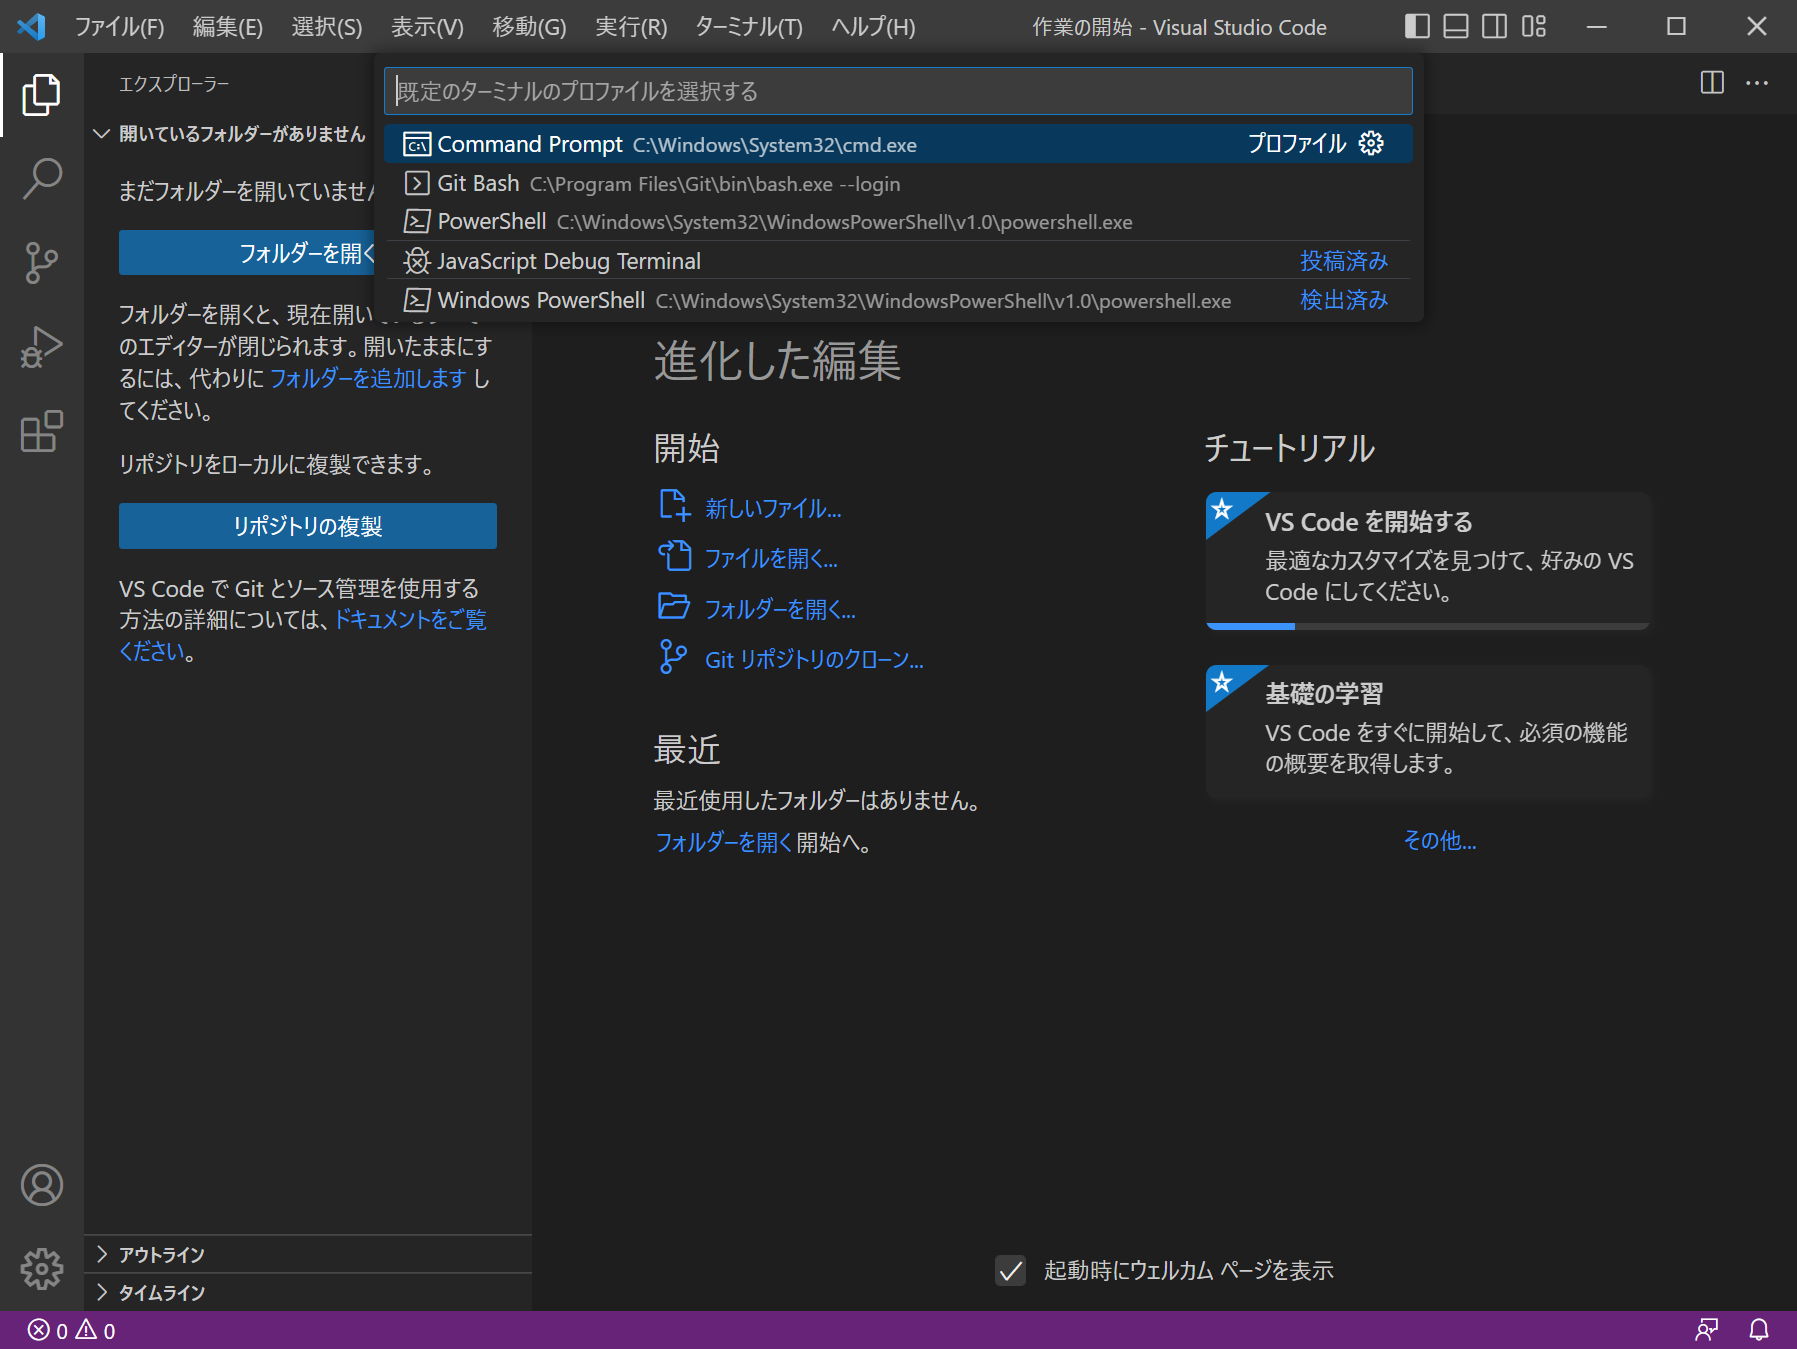 ファイル(F) 編集(E) 選択(S) 表示(V) 移動(G) 実行(R) ターミナル(T) ヘルプ(H) 作業の開始 - Visual Studio Code
既定のターミナルのプロファイルを選択する
Command Prompt C:\Windows\System32\cmd.exe プロファイル
Git Bash C:\Program Files\Git\bin\bash.exe --login
PowerShell C:\Windows\System32\WindowsPowerShell\v1.0\powershell.exe
JavaScript Debug Terminal 投稿済み
Windows PowerShell C:\Windows\System32\WindowsPowerShell\v1.0\powershell.exe 検出済み
エクスプローラー
開いているフォルダーがありません
まだフォルダーを開いていません
フォルダーを開く
フォルダーを開くと、現在開い
のエディターが閉じられます。開いたままにす
るには、代わりに フォルダーを追加します し
てください。
リポジトリをローカルに複製できます。
リポジトリの複製
VS Code で Git とソース管理を使用する
方法の詳細については、ドキュメントをご覧
ください。
アウトライン
タイムライン
進化した編集
開始
新しいファイル...
ファイルを開く...
フォルダーを開く...
Git リポジトリのクローン...
最近
最近使用したフォルダーはありません。
フォルダーを開く 開始へ。
チュートリアル
VS Code を開始する
最適なカスタマイズを見つけて、好みの VS
Code にしてください。
基礎の学習
VS Code をすぐに開始して、必須の機能
の概要を取得します。
その他...
起動時にウェルカム ページを表示
0 0